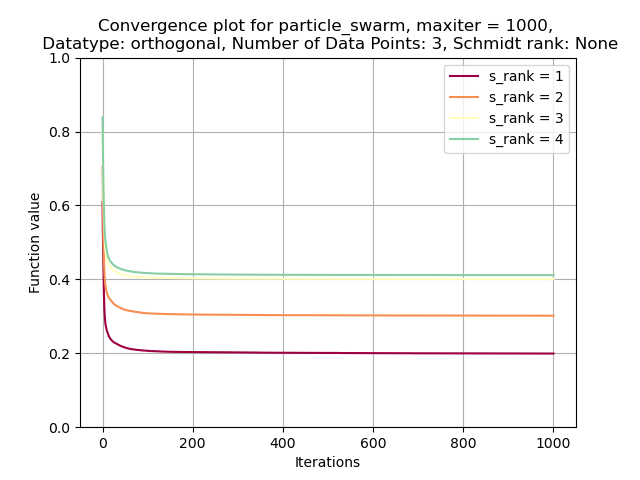 Convergence plot for particle_swarm, maxiter = 1000,
Datatype: orthogonal, Number of Data Points: 3, Schmidt rank: None
s_rank = 1
s_rank = 2
s_rank = 3
s_rank = 4
Function value
1.0
0.8
0.6
0.4
0.2
0.0
0 200 400 600 800 1000
Iterations